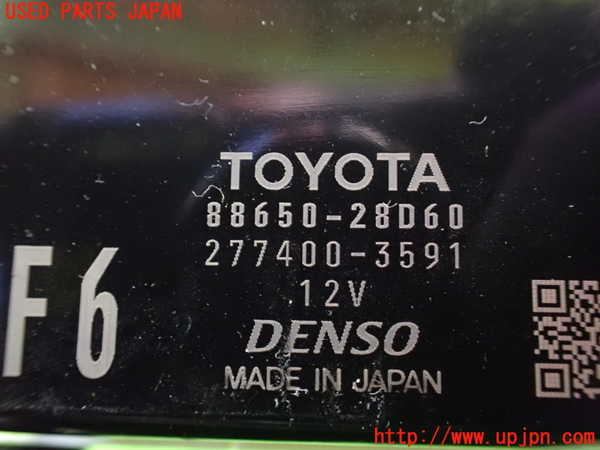 USED PARTS JAPAN
TOYOTA
88650-28D60
277400-3591
12V
F6
DENSO
MADE IN JAPAN
http://www.upjpn.com